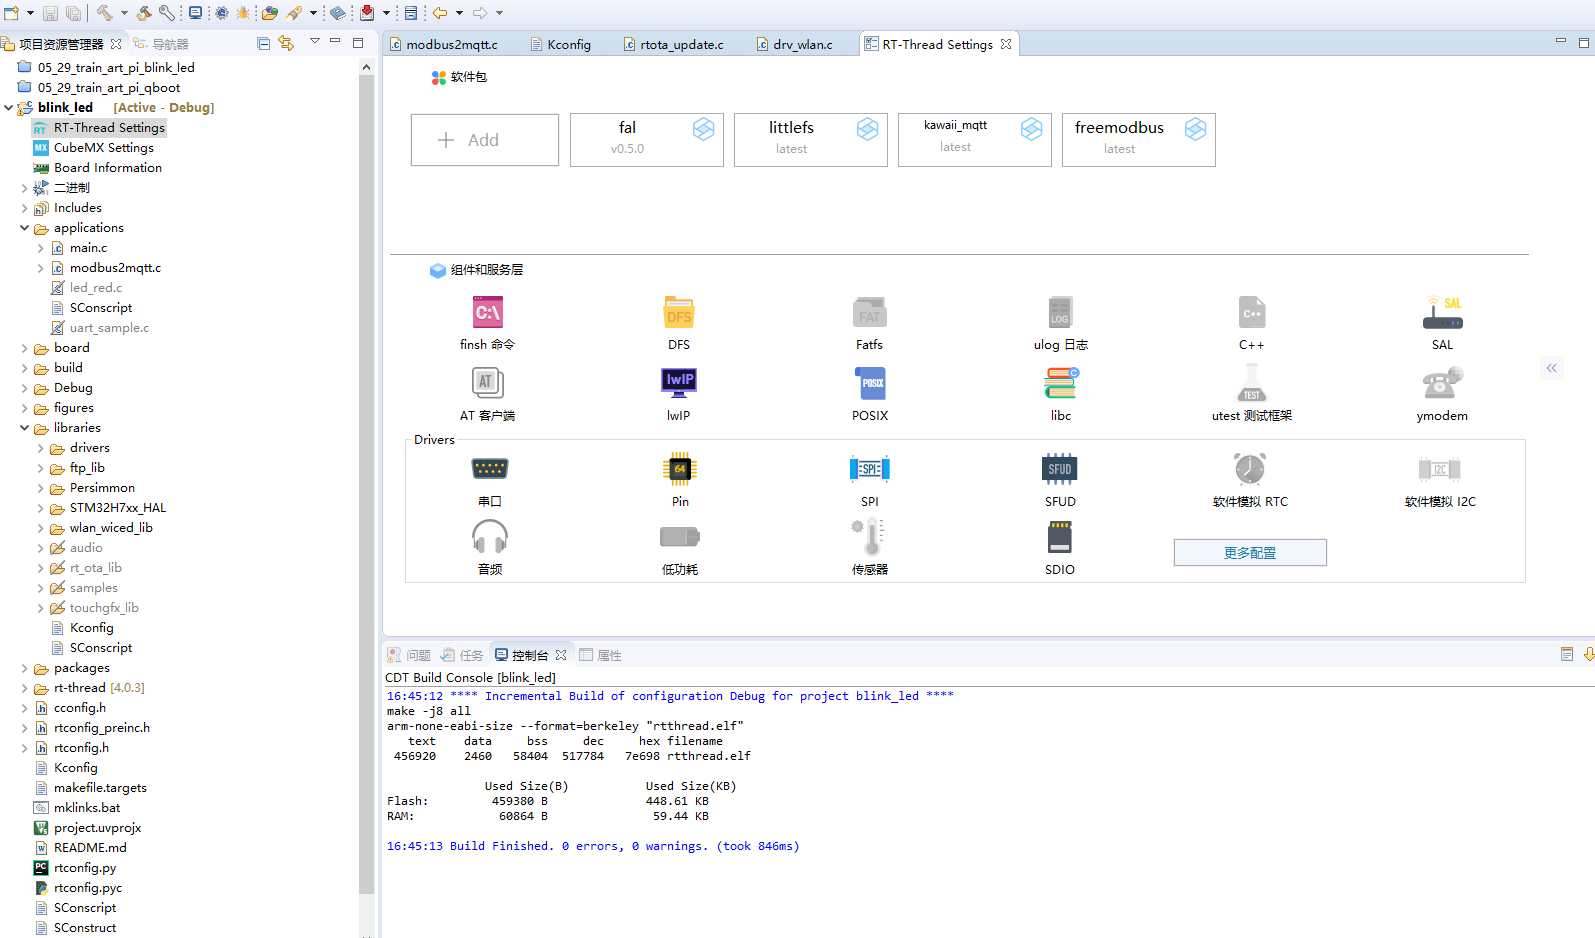 项目资源管理器
导航器
05_29_train_art_pi_blink_led
05_29_train_art_pi_qboot
blink_led [Active - Debug]
RT-Thread Settings
CubeMX Settings
Board Information
二进制
Includes
applications
main.c
modbus2mqtt.c
led_red.c
SConscript
uart_sample.c
board
build
Debug
figures
libraries
drivers
ftp_lib
Persimmon
STM32H7xx_HAL
wlan_wiced_lib
audio
rt_ota_lib
samples
touchgfx_lib
Kconfig
SConscript
packages
rt-thread [4.0.3]
cconfig.h
rtconfig_preinc.h
rtconfig.h
Kconfig
makefile.targets
mklinks.bat
project.uvprojx
README.md
rtconfig.py
rtconfig.pyc
SConscript
SConstruct
modbus2mqtt.c
Kconfig
rtota_update.c
drv_wlan.c
RT-Thread Settings
软件包
Add
fal
v0.5.0
littlefs
latest
kawaii_mqtt
latest
freemodbus
latest
组件和服务层
C:\
DFS
FAT
LOG
C++
SAL
finsh 命令
DFS
Fatfs
ulog 日志
C++
SAL
AT
lwIP
POSIX
TEST
AT 客户端
lwIP
POSIX
libc
utest 测试框架
ymodem
Drivers
64
SPI
SFUD
I2C
串口
Pin
SPI
SFUD
软件模拟 RTC
软件模拟 I2C
音频
低功耗
传感器
SDIO
更多配置
问题
任务
控制台
属性
CDT Build Console [blink_led]
16:45:12 **** Incremental Build of configuration Debug for project blink_led ****
make -j8 all
arm-none-eabi-size --format=berkeley "rtthread.elf"
text data bss dec hex filename
456920 2460 58404 517784 7e698 rtthread.elf
Used Size(B) Used Size(KB)
Flash: 459380 B 448.61 KB
RAM: 60864 B 59.44 KB
16:45:13 Build Finished. 0 errors, 0 warnings. (took 846ms)